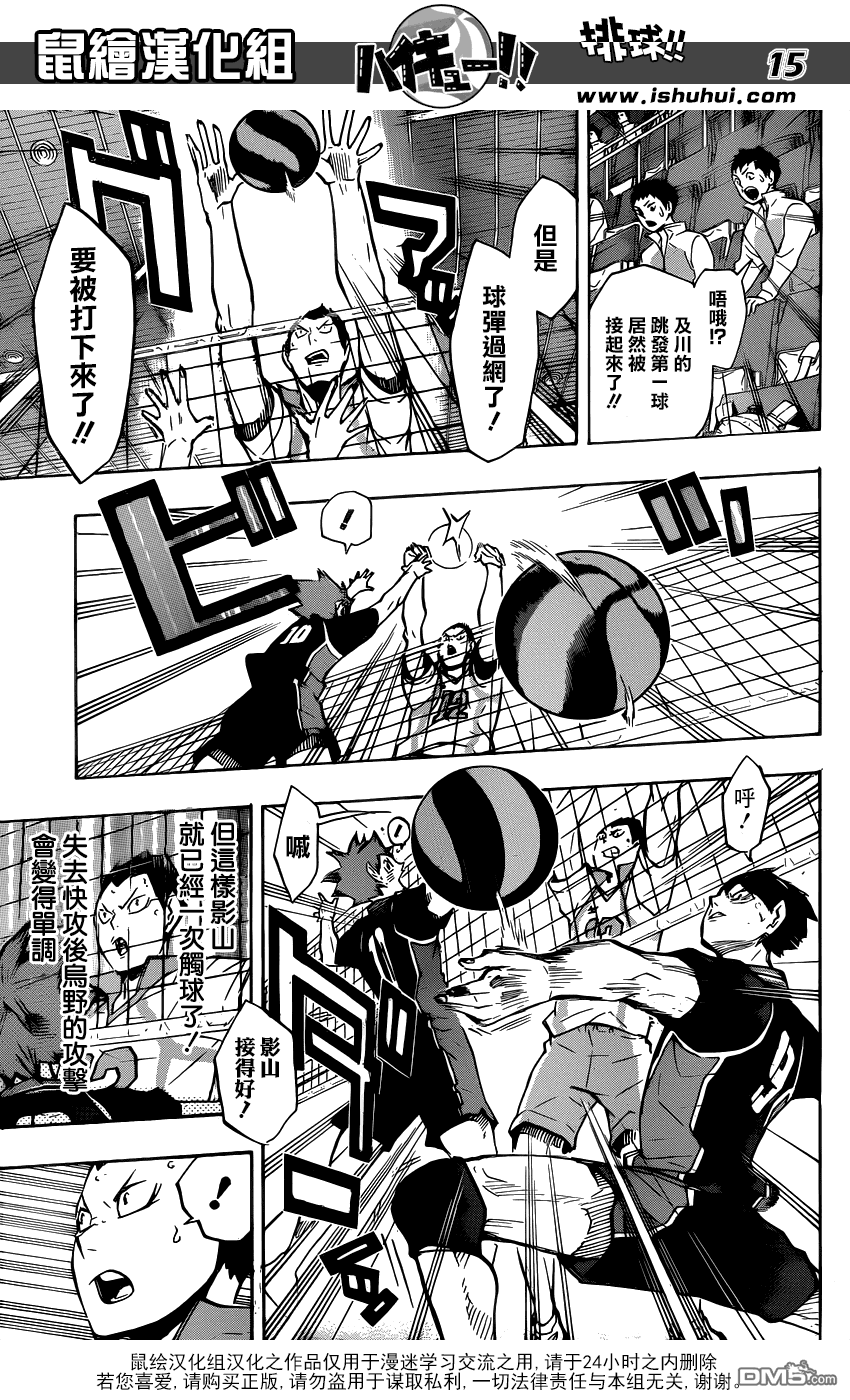 鼠繪漢化組
ハイキュー!!
排球!!
15
www.ishuhui.com
唔哦!?
及川的
跳發第一球
居然被
接起來了!!
但是
球彈過網了!
要被打下來了!!
アッ
グ
ビ
!
呼!
!
嘁
影山
接得好!
但這樣影山
就已經一次觸球了!
失去快攻後烏野的攻擊
會變得單調
!
鼠绘汉化组汉化之作品仅用于漫迷学习交流之用, 请于24小时之内删除
若您喜爱, 请购买正版, 请勿盗用于谋取私利, 一切法律责任与本组无关, 谢谢。
DM5.com